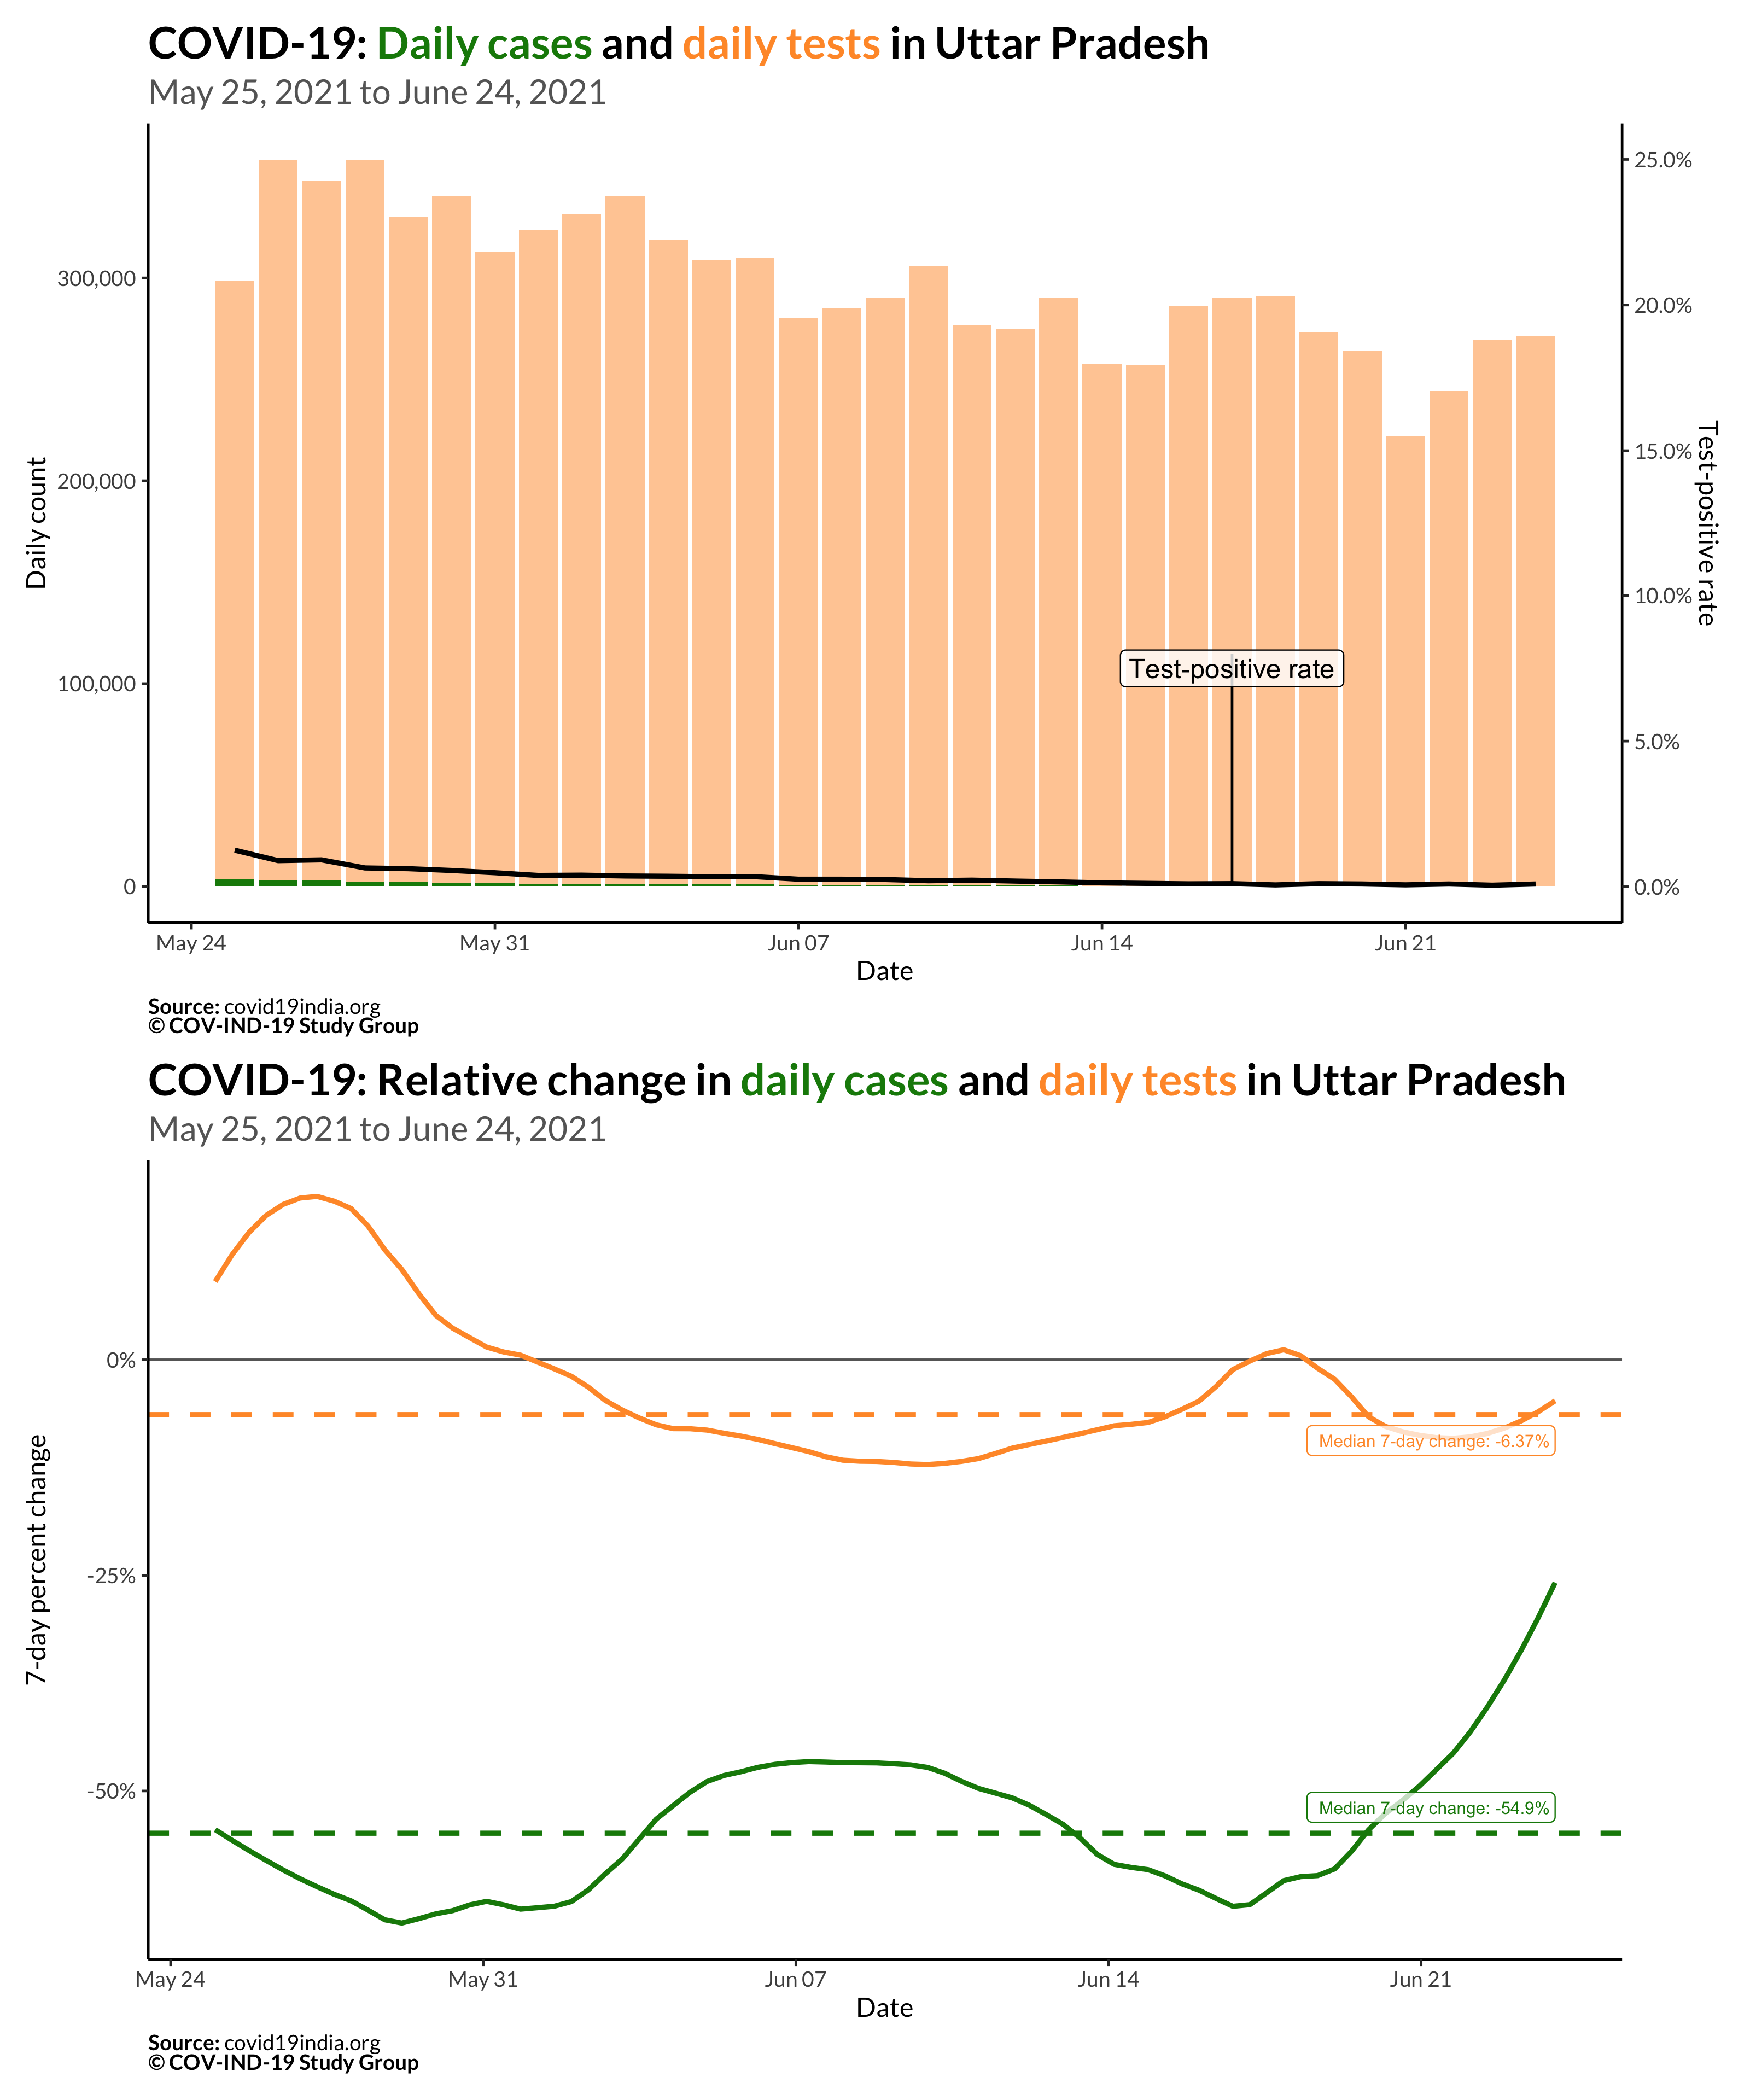 COVID-19: Daily cases and daily tests in Uttar Pradesh
May 25, 2021 to June 24, 2021
Daily count
300,000
200,000
100,000
0
25.0%
20.0%
15.0%
10.0%
5.0%
0.0%
Test-positive rate
Test-positive rate
May 24
May 31
Jun 07
Jun 14
Jun 21
Date
Source: covid19india.org
© COV-IND-19 Study Group
COVID-19: Relative change in daily cases and daily tests in Uttar Pradesh
May 25, 2021 to June 24, 2021
7-day percent change
0%
-25%
-50%
Median 7-day change: -6.37%
Median 7-day change: -54.9%
May 24
May 31
Jun 07
Jun 14
Jun 21
Date
Source: covid19india.org
© COV-IND-19 Study Group